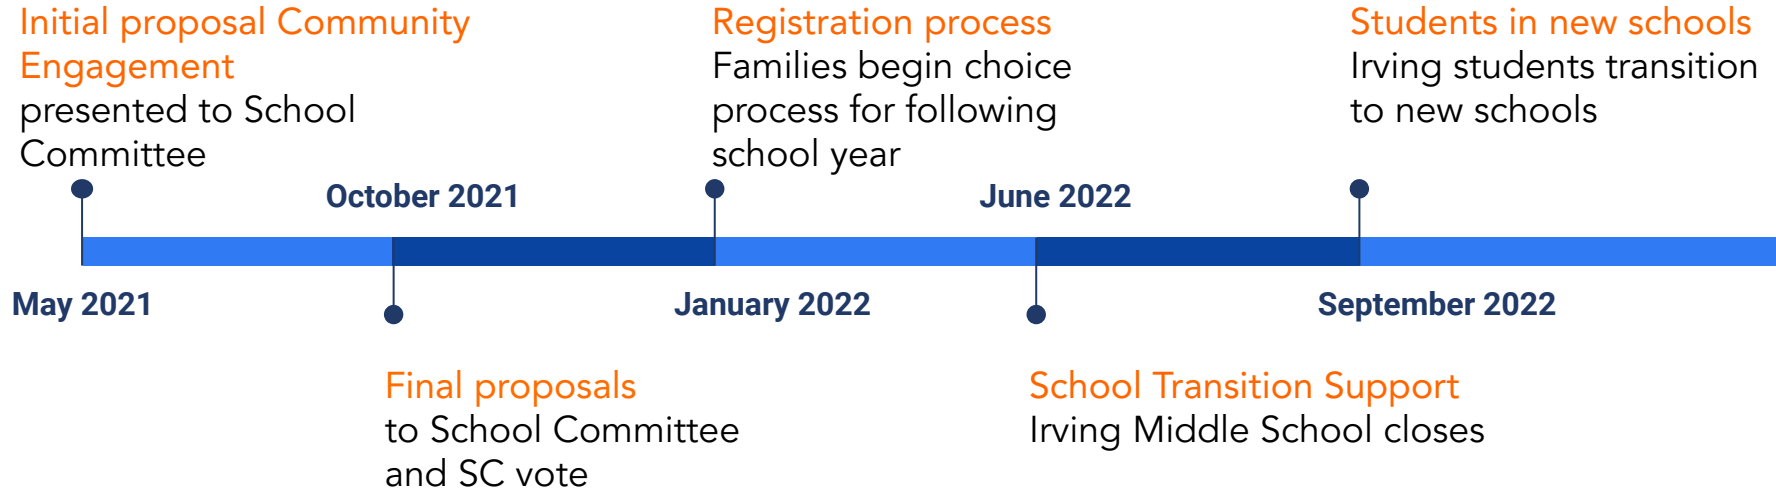 Initial proposal Community
Engagement
presented to School
Committee
Registration process
Families begin choice
process for following
school year
Students in new schools
Irving students transition
to new schools
October 2021
June 2022
May 2021
January 2022
September 2022
Final proposals
to School Committee
and SC vote
School Transition Support
Irving Middle School closes